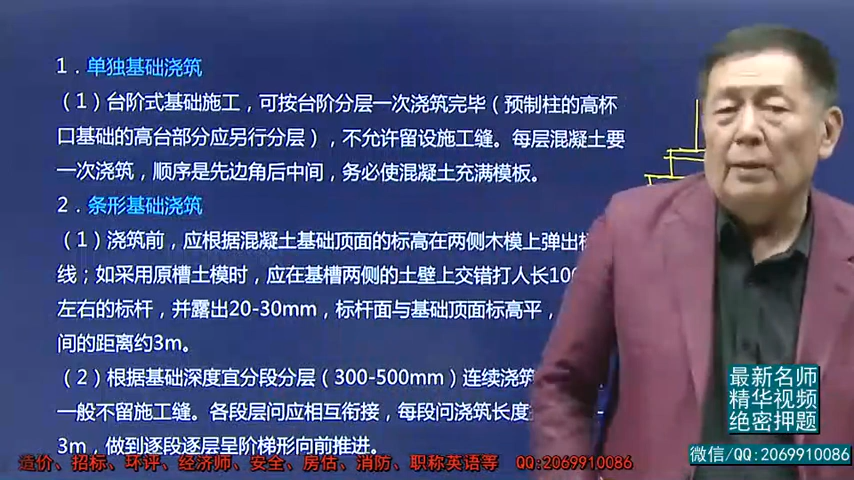 1．单独基础浇筑
（1）台阶式基础施工，可按台阶分层一次浇筑完毕（预制柱的高杯
口基础的高台部分应另行分层），不允许留设施工缝。每层混凝土要
一次浇筑，顺序是先边角后中间，务必使混凝土充满模板。
2．条形基础浇筑
（1）浇筑前，应根据混凝土基础顶面的标高在两侧木模上弹出
线；如采用原槽土模时，应在基槽两侧的土壁上交错打人长10
左右的标杆，并露出20-30mm，标杆面与基础顶面标高平，
间的距离约3m。
（2）根据基础深度宜分段分层（300-500mm）连续浇筑
一般不留施工缝。各段层问应相互衔接，每段问浇筑长度
3m，做到逐段逐层呈阶梯形向前推进。
最新名师
精华视频
绝密押题
微信/QQ:2069910086
造价、招标、环评、经济师、安全、房估、消防、职称英语等 QQ:2069910086